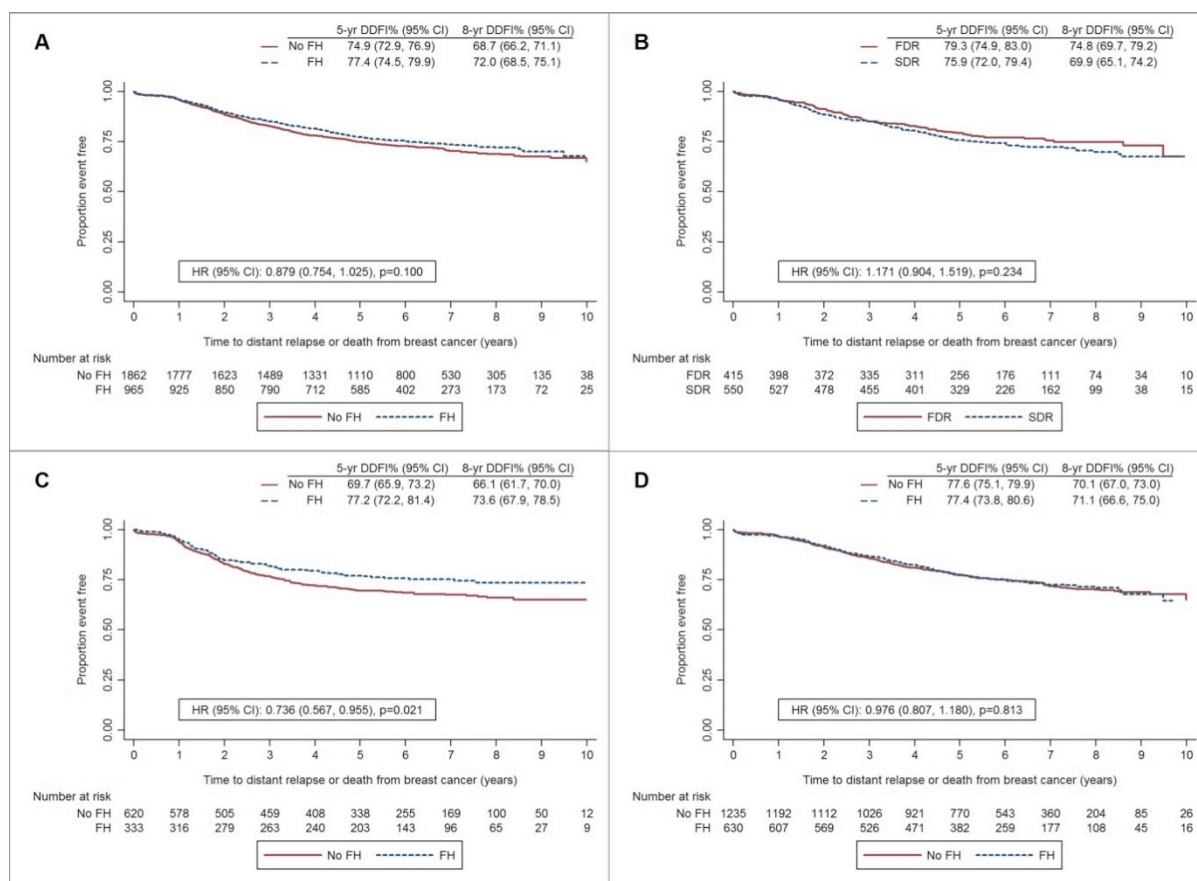 A
5-yr DDFI% (95% CI) 8-yr DDFI% (95% CI)
No FH 74.9 (72.9, 76.9) 68.7 (66.2, 71.1)
FH 77.4 (74.5, 79.9) 72.0 (68.5, 75.1)
Proportion event free
1.00
0.75
0.50
0.25
0.00
HR (95% CI): 0.879 (0.754, 1.025), p=0.100
0 1 2 3 4 5 6 7 8 9 10
Time to distant relapse or death from breast cancer (years)
Number at risk
No FH 1862 1777 1623 1489 1331 1110 800 530 305 135 38
FH 965 925 850 790 712 585 402 273 173 72 25
No FH FH
B
5-yr DDFI% (95% CI) 8-yr DDFI% (95% CI)
FDR 79.3 (74.9, 83.0) 74.8 (69.7, 79.2)
SDR 75.9 (72.0, 79.4) 69.9 (65.1, 74.2)
Proportion event free
1.00
0.75
0.50
0.25
0.00
HR (95% CI): 1.171 (0.904, 1.519), p=0.234
0 1 2 3 4 5 6 7 8 9 10
Time to distant relapse or death from breast cancer (years)
Number at risk
FDR 415 398 372 335 311 256 176 111 74 34 10
SDR 550 527 478 455 401 329 226 162 99 38 15
FDR SDR
C
5-yr DDFI% (95% CI) 8-yr DDFI% (95% CI)
No FH 69.7 (65.9, 73.2) 66.1 (61.7, 70.0)
FH 77.2 (72.2, 81.4) 73.6 (67.9, 78.5)
Proportion event free
1.00
0.75
0.50
0.25
0.00
HR (95% CI): 0.736 (0.567, 0.955), p=0.021
0 1 2 3 4 5 6 7 8 9 10
Time to distant relapse or death from breast cancer (years)
Number at risk
No FH 620 578 505 459 408 338 255 169 100 50 12
FH 333 316 279 263 240 203 143 96 65 27 9
No FH FH
D
5-yr DDFI% (95% CI) 8-yr DDFI% (95% CI)
No FH 77.6 (75.1, 79.9) 70.1 (67.0, 73.0)
FH 77.4 (73.8, 80.6) 71.1 (66.6, 75.0)
Proportion event free
1.00
0.75
0.50
0.25
0.00
HR (95% CI): 0.976 (0.807, 1.180), p=0.813
0 1 2 3 4 5 6 7 8 9 10
Time to distant relapse or death from breast cancer (years)
Number at risk
No FH 1235 1192 1112 1026 921 770 543 360 204 85 26
FH 630 607 569 526 471 382 259 177 108 45 16
No FH FH